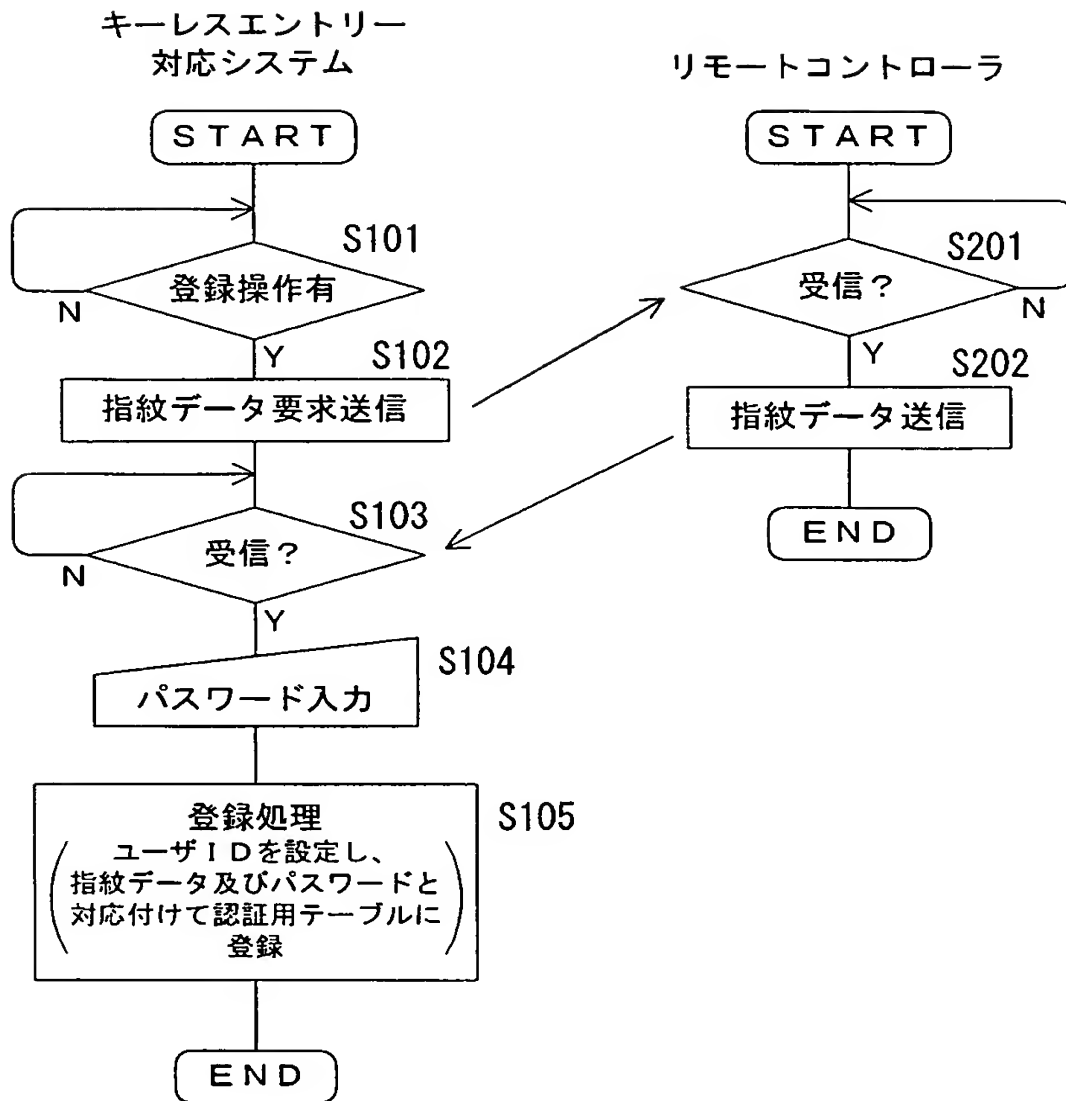 キーレスエントリー
対応システム
START
S101
登録操作有
N
Y
S102
指紋データ要求送信
S103
受信？
N
Y
S104
パスワード入力
S105
登録処理
ユーザＩＤを設定し、
指紋データ及びパスワードと
対応付けて認証用テーブルに
登録
END
リモートコントローラ
START
S201
受信？
N
Y
S202
指紋データ送信
END